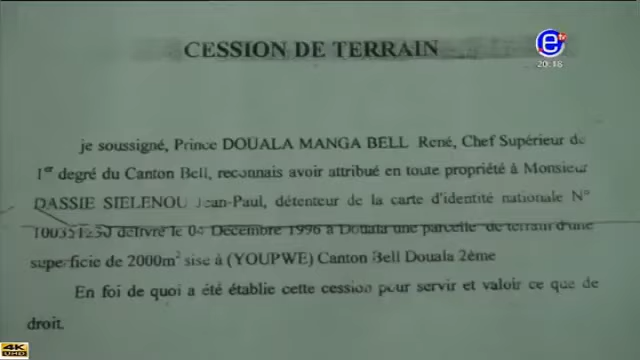 CESSION DE TERRAIN
e tv
20:16
je soussigné, Prince DOUALA MANGA BELL René, Chef Supérieur de
1er degré du Canton Bell, reconnais avoir attribué en toute propriété à Monsieur
DASSIE SIELENOU Jean-Paul, détenteur de la carte d'identité nationale N°
délivré le Décembre 1996 à Douala une parcelle de terrain d'une
superficie de 2000m² sise à (YOUPWE) Canton Bell Douala 2ème
En foi de quoi a été établie cette cession pour servir et valoir ce que de
droit.
4K
UHD